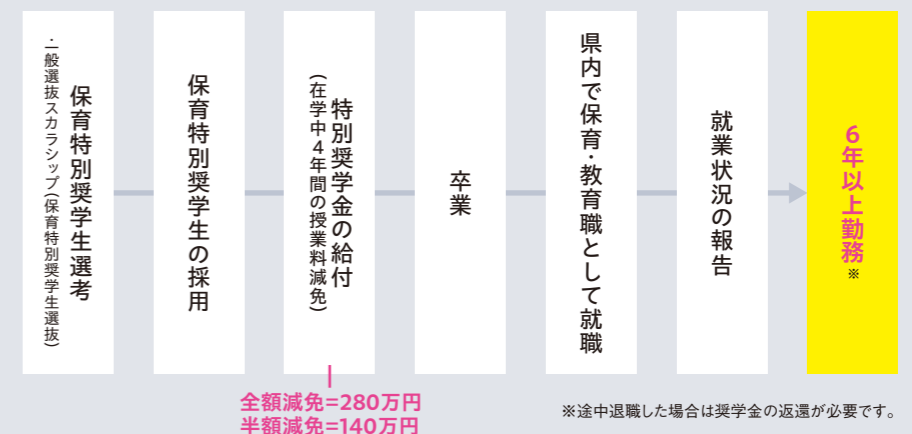 保育特別奨学生選考
・一般選抜スカラシップ(保育特別奨学生選抜)
保育特別奨学生の採用
特別奨学金の給付
(在学中4年間の授業料減免)
全額減免=280万円
半額減免=140万円
卒業
県内で保育・教育職として就職
就業状況の報告
6年以上勤務※
※途中退職した場合は奨学金の返還が必要です。